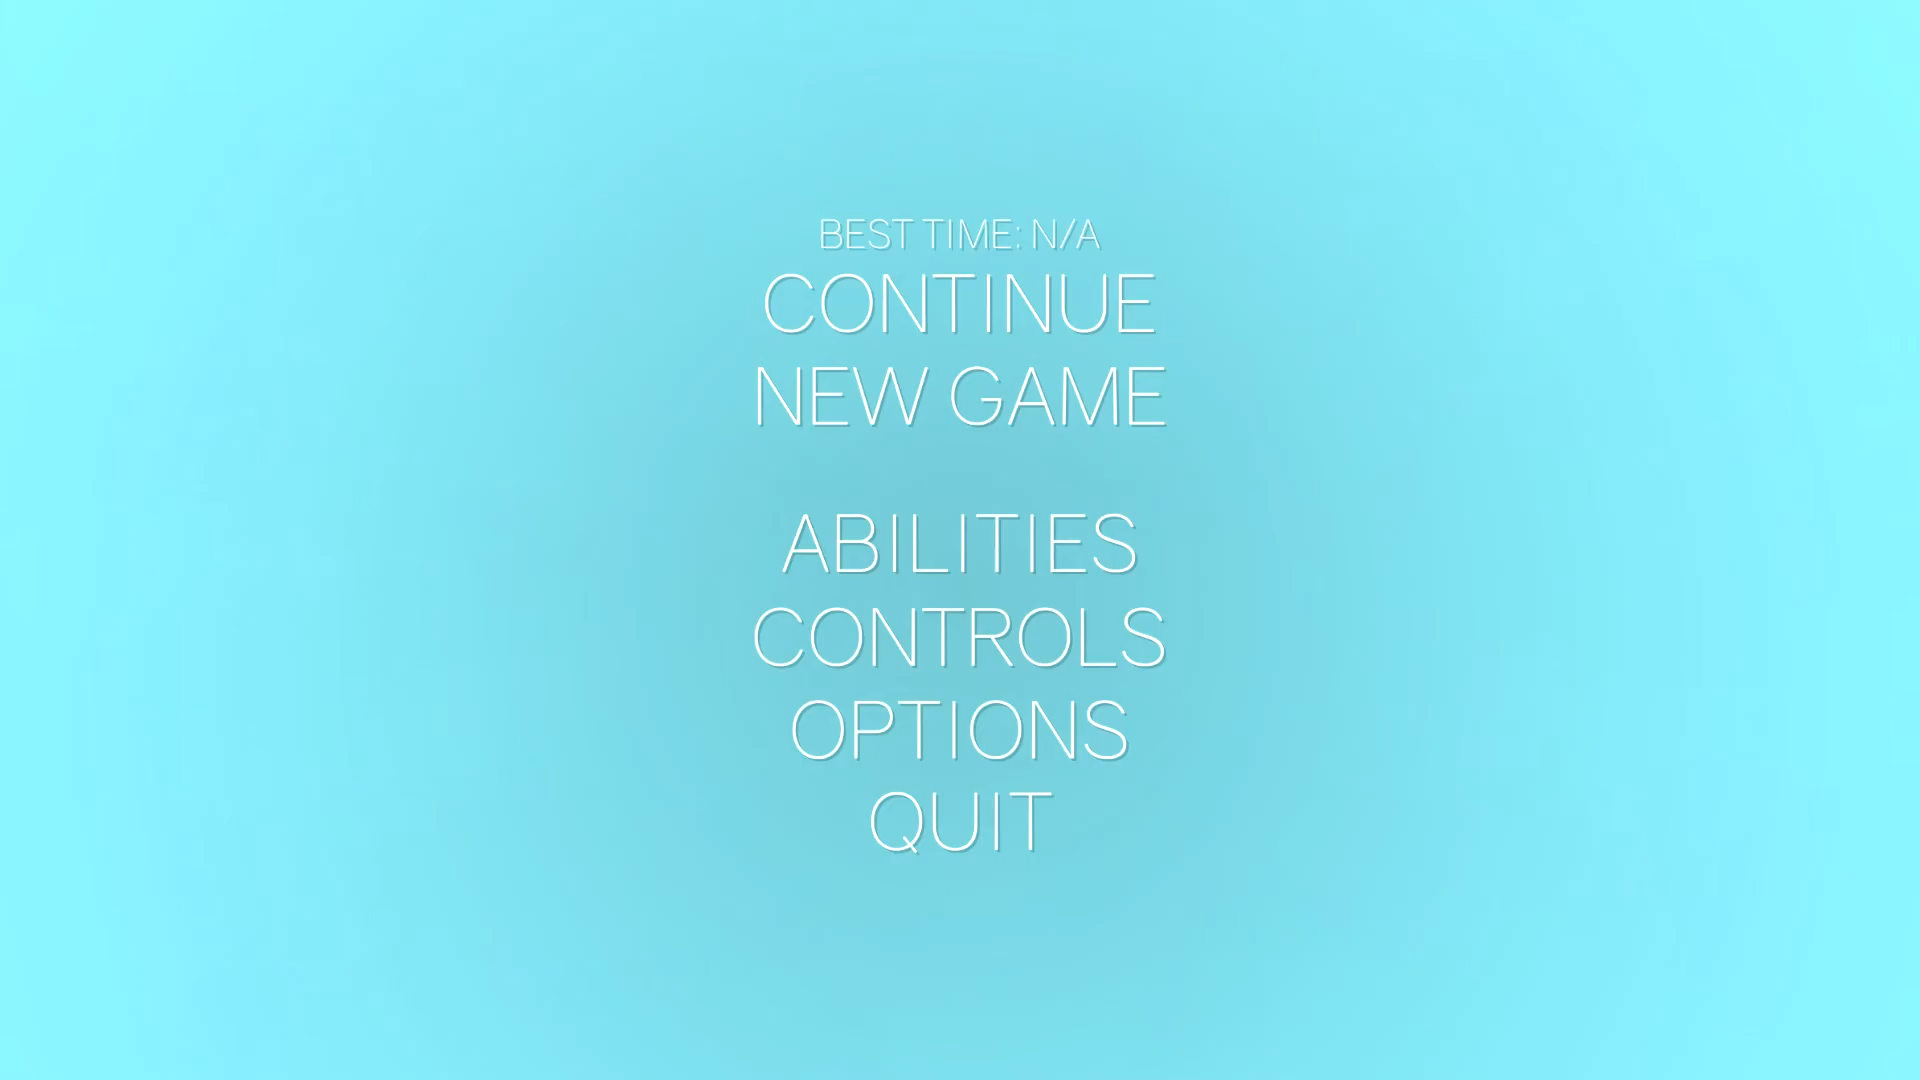 BEST TIME: N/A
CONTINUE
NEW GAME
ABILITIES
CONTROLS
OPTIONS
QUIT